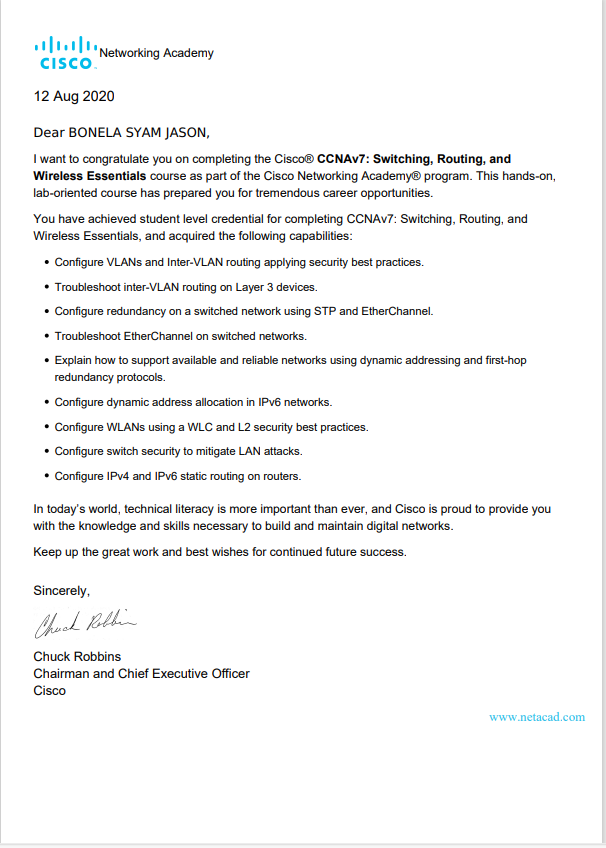 CISCO Networking Academy
12 Aug 2020
Dear BONELA SYAM JASON,
I want to congratulate you on completing the Cisco® CCNAv7: Switching, Routing, and
Wireless Essentials course as part of the Cisco Networking Academy® program. This hands-on,
lab-oriented course has prepared you for tremendous career opportunities.
You have achieved student level credential for completing CCNAv7: Switching, Routing, and
Wireless Essentials, and acquired the following capabilities:
• Configure VLANs and Inter-VLAN routing applying security best practices.
• Troubleshoot inter-VLAN routing on Layer 3 devices.
• Configure redundancy on a switched network using STP and EtherChannel.
• Troubleshoot EtherChannel on switched networks.
• Explain how to support available and reliable networks using dynamic addressing and first-hop
redundancy protocols.
• Configure dynamic address allocation in IPv6 networks.
• Configure WLANs using a WLC and L2 security best practices.
• Configure switch security to mitigate LAN attacks.
• Configure IPv4 and IPv6 static routing on routers.
In today's world, technical literacy is more important than ever, and Cisco is proud to provide you
with the knowledge and skills necessary to build and maintain digital networks.
Keep up the great work and best wishes for continued future success.
Sincerely,
Chuck Robbins
Chuck Robbins
Chairman and Chief Executive Officer
Cisco
www.netacad.com